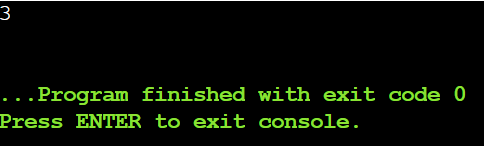 3
...Program finished with exit code 0
Press ENTER to exit console.